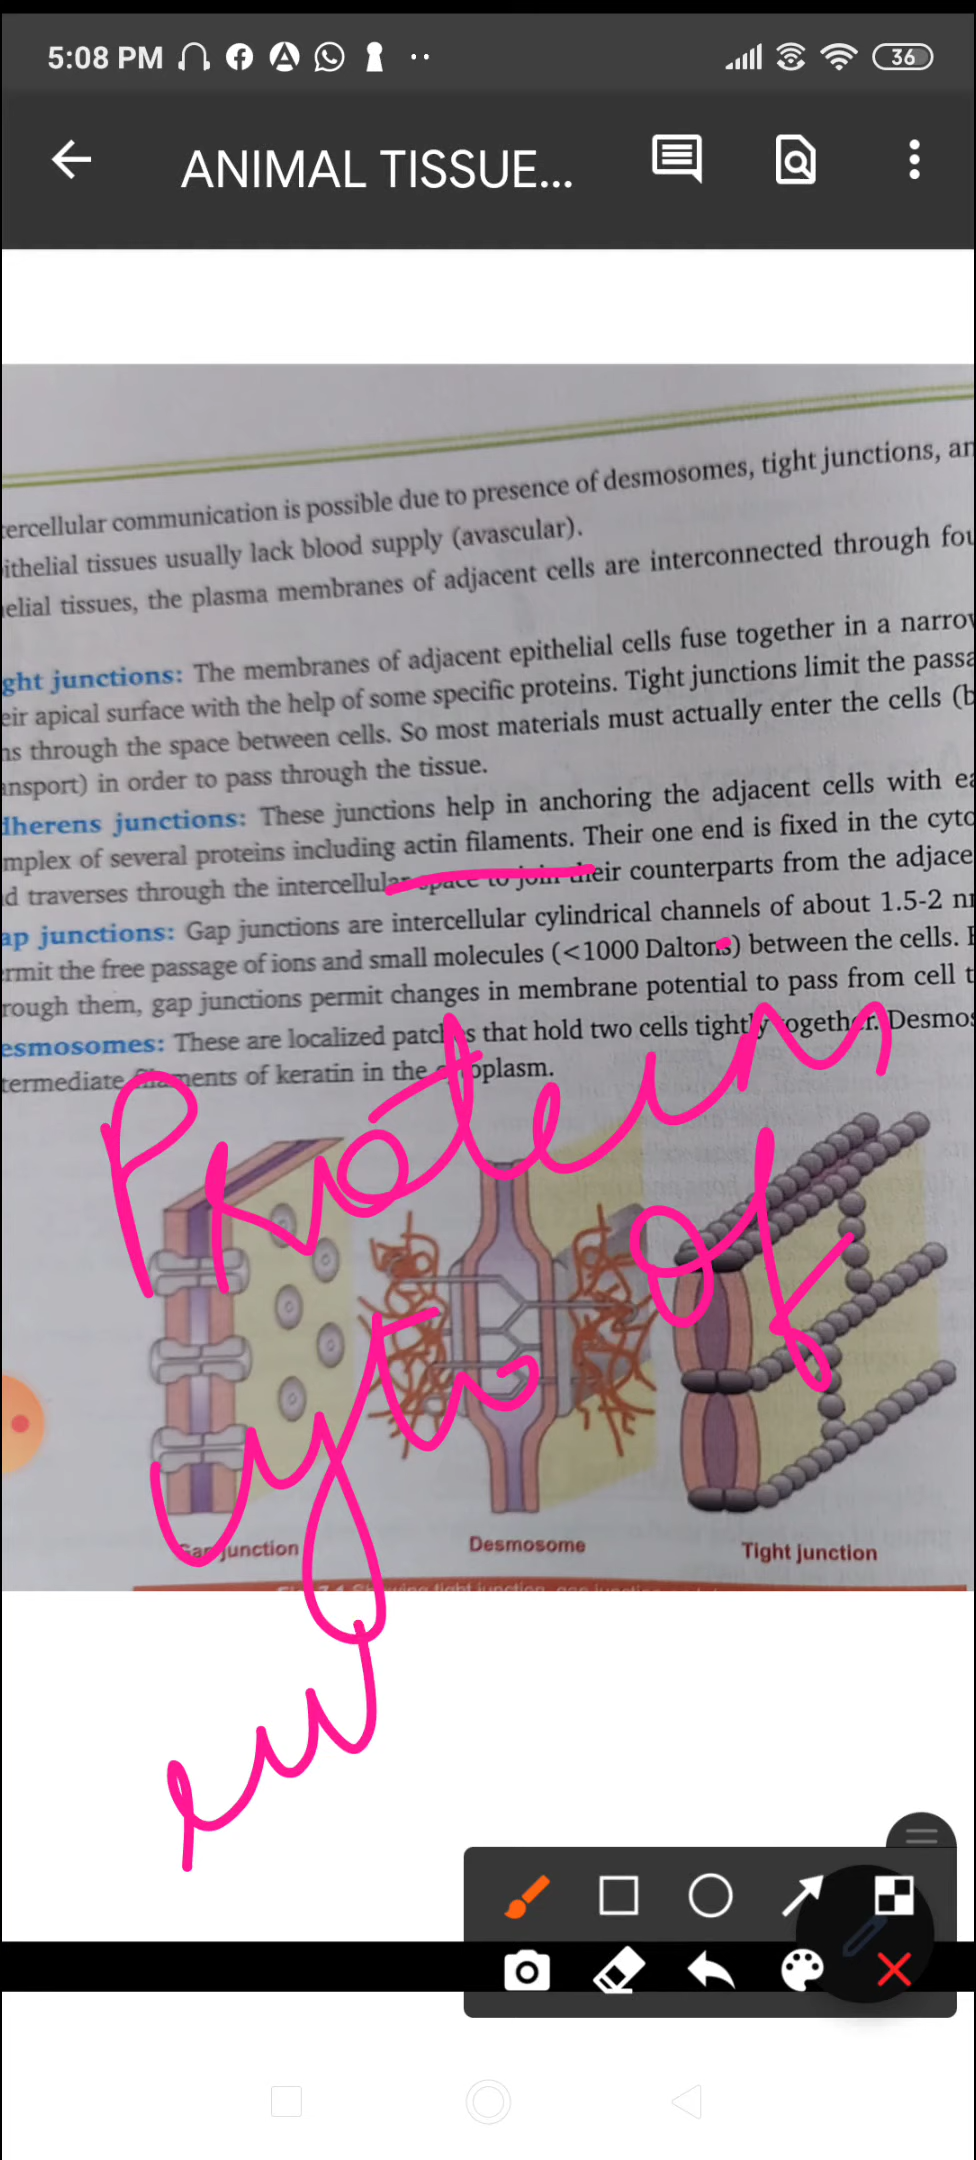 5:08 PM
36
ANIMAL TISSUE...
tercellular communication is possible due to presence of desmosomes, tight junctions, an
ithelial tissues usually lack blood supply (avascular).
elial tissues, the plasma membranes of adjacent cells are interconnected through fou
ght junctions: The membranes of adjacent epithelial cells fuse together in a narrov
eir apical surface with the help of some specific proteins. Tight junctions limit the passa
ns through the space between cells. So most materials must actually enter the cells (b
ansport) in order to pass through the tissue.
dherens junctions: These junctions help in anchoring the adjacent cells with ea
mplex of several proteins including actin filaments. Their one end is fixed in the cyto
d traverses through the intercellular space to join their counterparts from the adjace
ap junctions: Gap junctions are intercellular cylindrical channels of about 1.5-2 nr
rmit the free passage of ions and small molecules (<1000 Daltons) between the cells.
rough them, gap junctions permit changes in membrane potential to pass from cell t
esmosomes: These are localized patches that hold two cells tightly together. Desmos
termediate filaments of keratin in the cytoplasm.
Protein
of
cyto
Gap junction
Desmosome
Tight junction